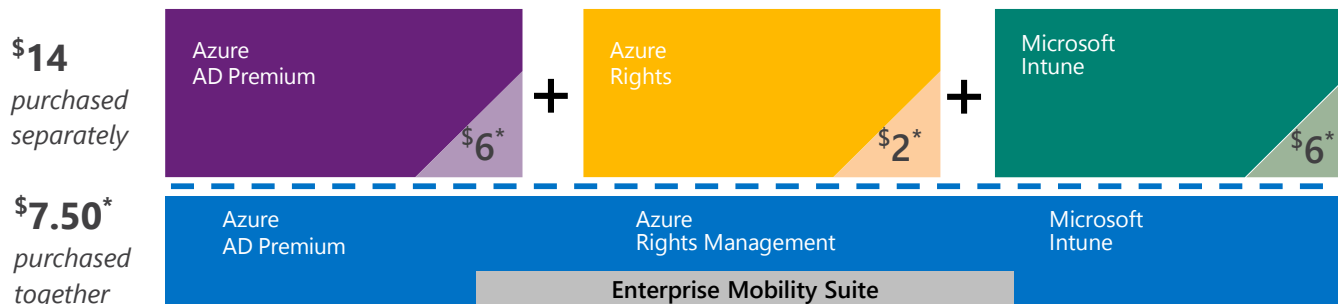 $14
purchased
separately
Azure
AD Premium
$6*
+
Azure
Rights
$2*
+
Microsoft
Intune
$6*
$7.50*
purchased
together
Azure
AD Premium
Azure
Rights Management
Microsoft
Intune
Enterprise Mobility Suite